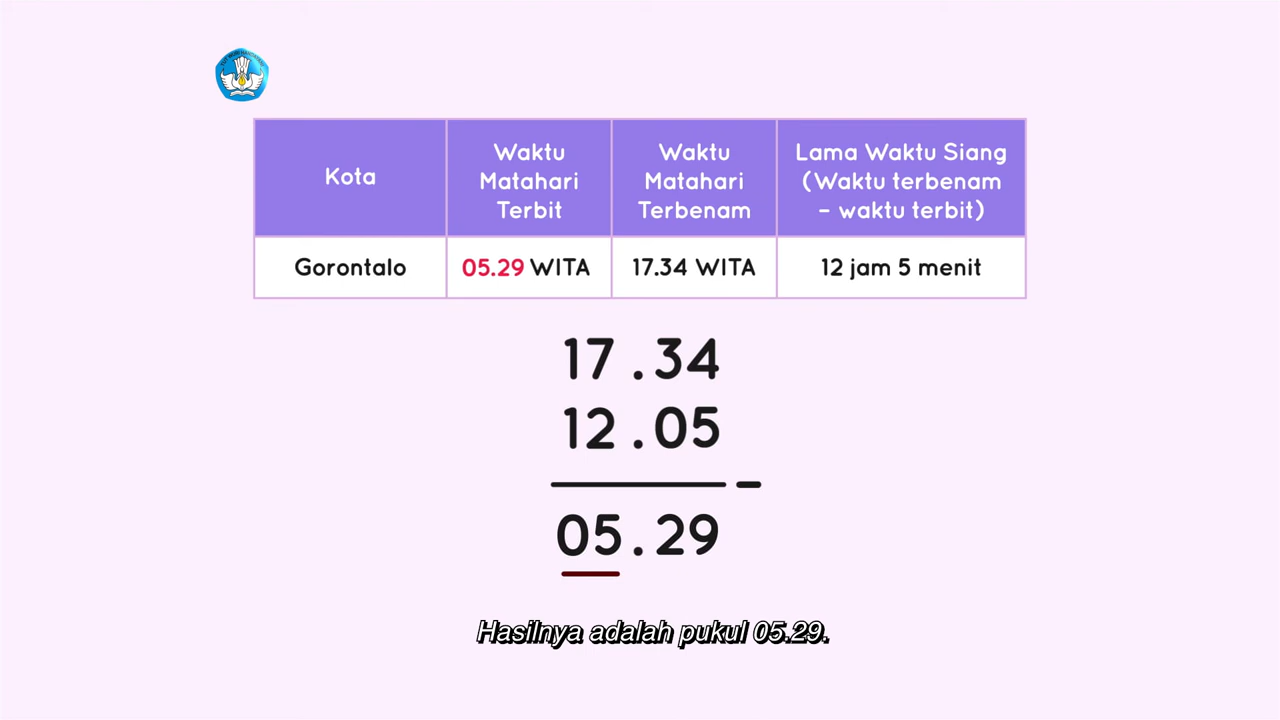 Kota
Waktu
Matahari
Terbit
Waktu
Matahari
Terbenam
Lama Waktu Siang
(Waktu terbenam
– waktu terbit)
Gorontalo
05.29 WITA
17.34 WITA
12 jam 5 menit
17.34
12.05
–
05.29
Hasilnya adalah pukul 05.29.